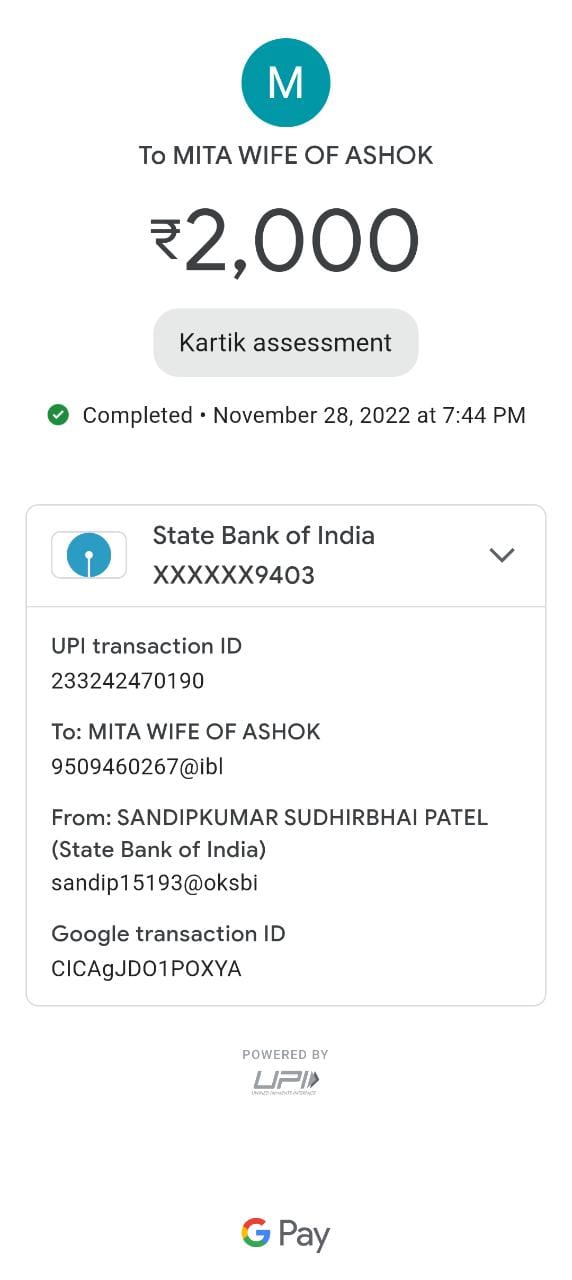 M
To MITA WIFE OF ASHOK
₹2,000
Kartik assessment
Completed • November 28, 2022 at 7:44 PM
State Bank of India
XXXXXX9403
UPI transaction ID
233242470190
To: MITA WIFE OF ASHOK
9509460267@ibl
From: SANDIPKUMAR SUDHIRBHAI PATEL
(State Bank of India)
sandip15193@oksbi
Google transaction ID
CICAgJDO1POXYA
POWERED BY
UPI
UNIFIED PAYMENTS INTERFACE
G Pay